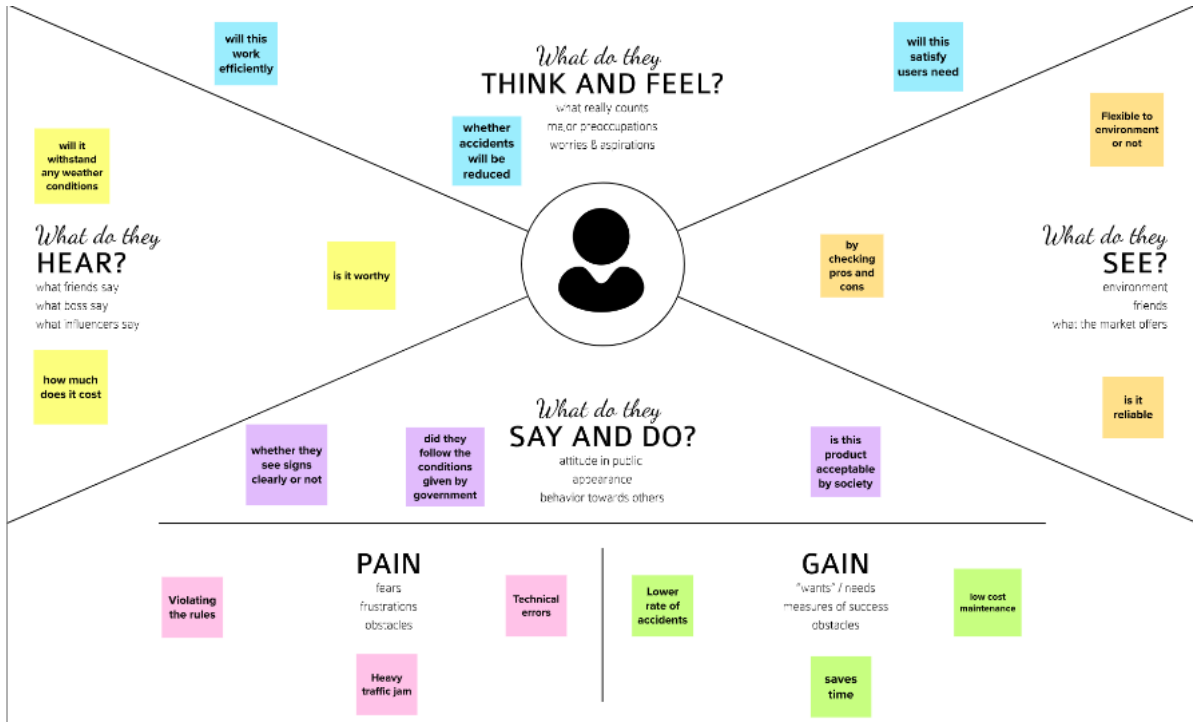 What do they
THINK AND FEEL?
what really counts
major preoccupations
worries & aspirations
will this
work
efficiently
whether
accidents
will be
reduced
will this
satisfy
users need
What do they
HEAR?
what friends say
what boss say
what influencers say
will it
withstand
any weather
conditions
is it worthy
how much
does it cost
What do they
SEE?
environment
friends
what the market offers
Flexible to
environment
or not
by
checking
pros and
cons
is it
reliable
What do they
SAY AND DO?
attitude in public
appearance
behavior towards others
whether they
see signs
clearly or not
did they
follow the
conditions
given by
government
is this
product
acceptable
by society
PAIN
fears
frustrations
obstacles
Violating
the rules
Technical
errors
Heavy
traffic jam
GAIN
"wants" / needs
measures of success
obstacles
Lower
rate of
accidents
low cost
maintenance
saves
time